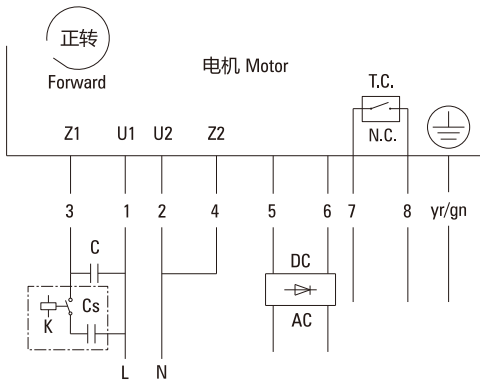 正转
Forward
电机 Motor
T.C.
N.C.
Z1 U1 U2 Z2
3 1 2 4 5 6 7 8 yr/gn
C
Cs
K
DC
AC
L N